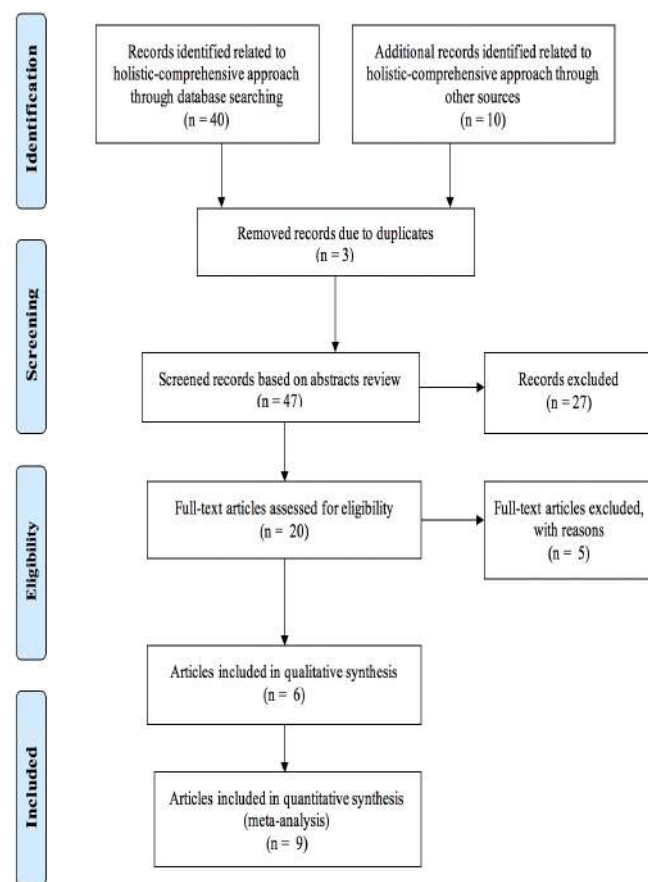 Identification
Records identified related to
holistic-comprehensive approach
through database searching
(n = 40)
Additional records identified related to
holistic-comprehensive approach through
other sources
(n = 10)
Removed records due to duplicates
(n = 3)
Screening
Screened records based on abstracts review
(n = 47)
Records excluded
(n = 27)
Eligibility
Full-text articles assessed for eligibility
(n = 20)
Full-text articles excluded,
with reasons
(n = 5)
Articles included in qualitative synthesis
(n = 6)
Included
Articles included in quantitative synthesis
(meta-analysis)
(n = 9)